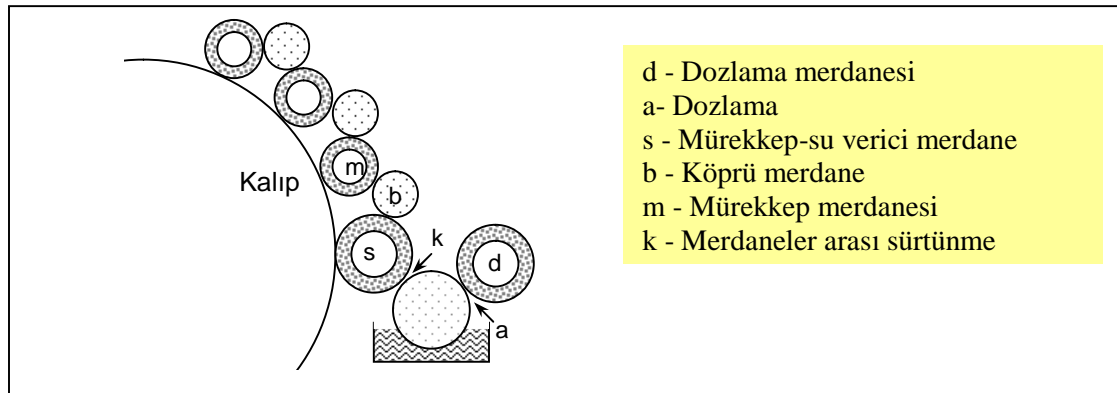 Kalıp
m
b
s
k
d
a
d - Dozlama merdanesi
a- Dozlama
s - Mürekkep-su verici merdane
b - Köprü merdane
m - Mürekkep merdanesi
k - Merdaneler arası sürtünme